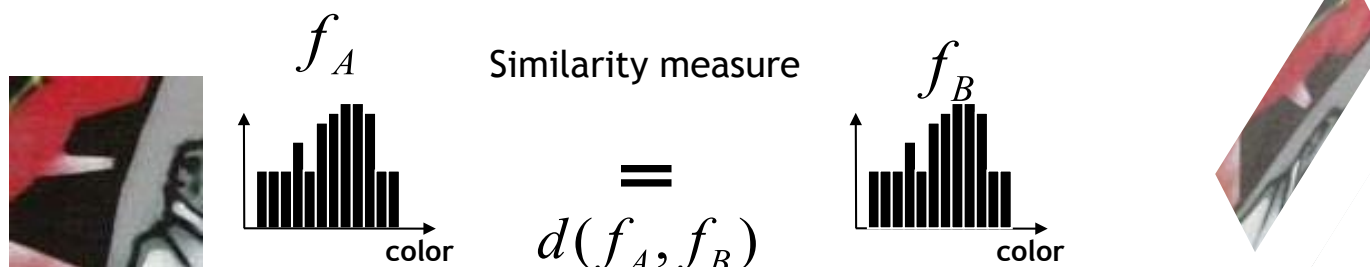 f_A
Similarity measure
f_B
=
color
d(f_A, f_B)
color